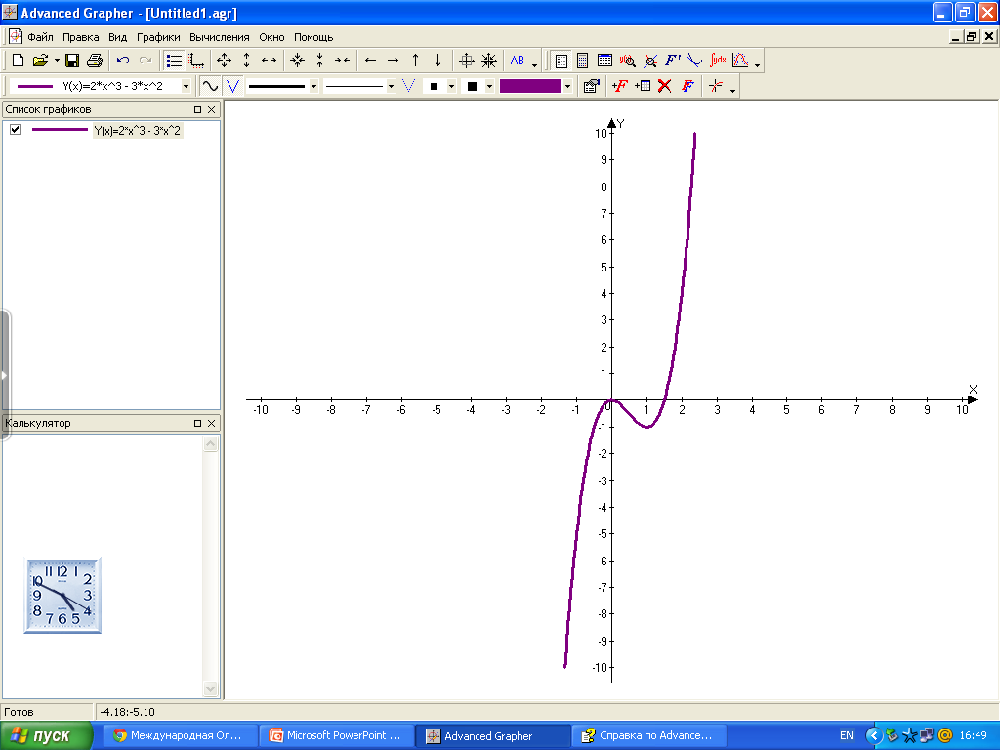 Advanced Grapher - [Untitled1.agr]
Файл Правка Вид Графики Вычисления Окно Помощь
AB
y(x) F' ∫ydx
Y(x)=2*x^3 - 3*x^2
+F F
Список графиков
Y(x)=2*x^3 - 3*x^2
Калькулятор
11 12 1
10 2
9 3
8 4
7 6 5
Y
10
9
8
7
6
5
4
3
2
1
X
-10 -9 -8 -7 -6 -5 -4 -3 -2 -1 0 1 2 3 4 5 6 7 8 9 10
-1
-2
-3
-4
-5
-6
-7
-8
-9
-10
Готов -4.18:-5.10
пуск Международная Ол... Microsoft PowerPoint ... Advanced Grapher Справка по Advance... EN 16:49